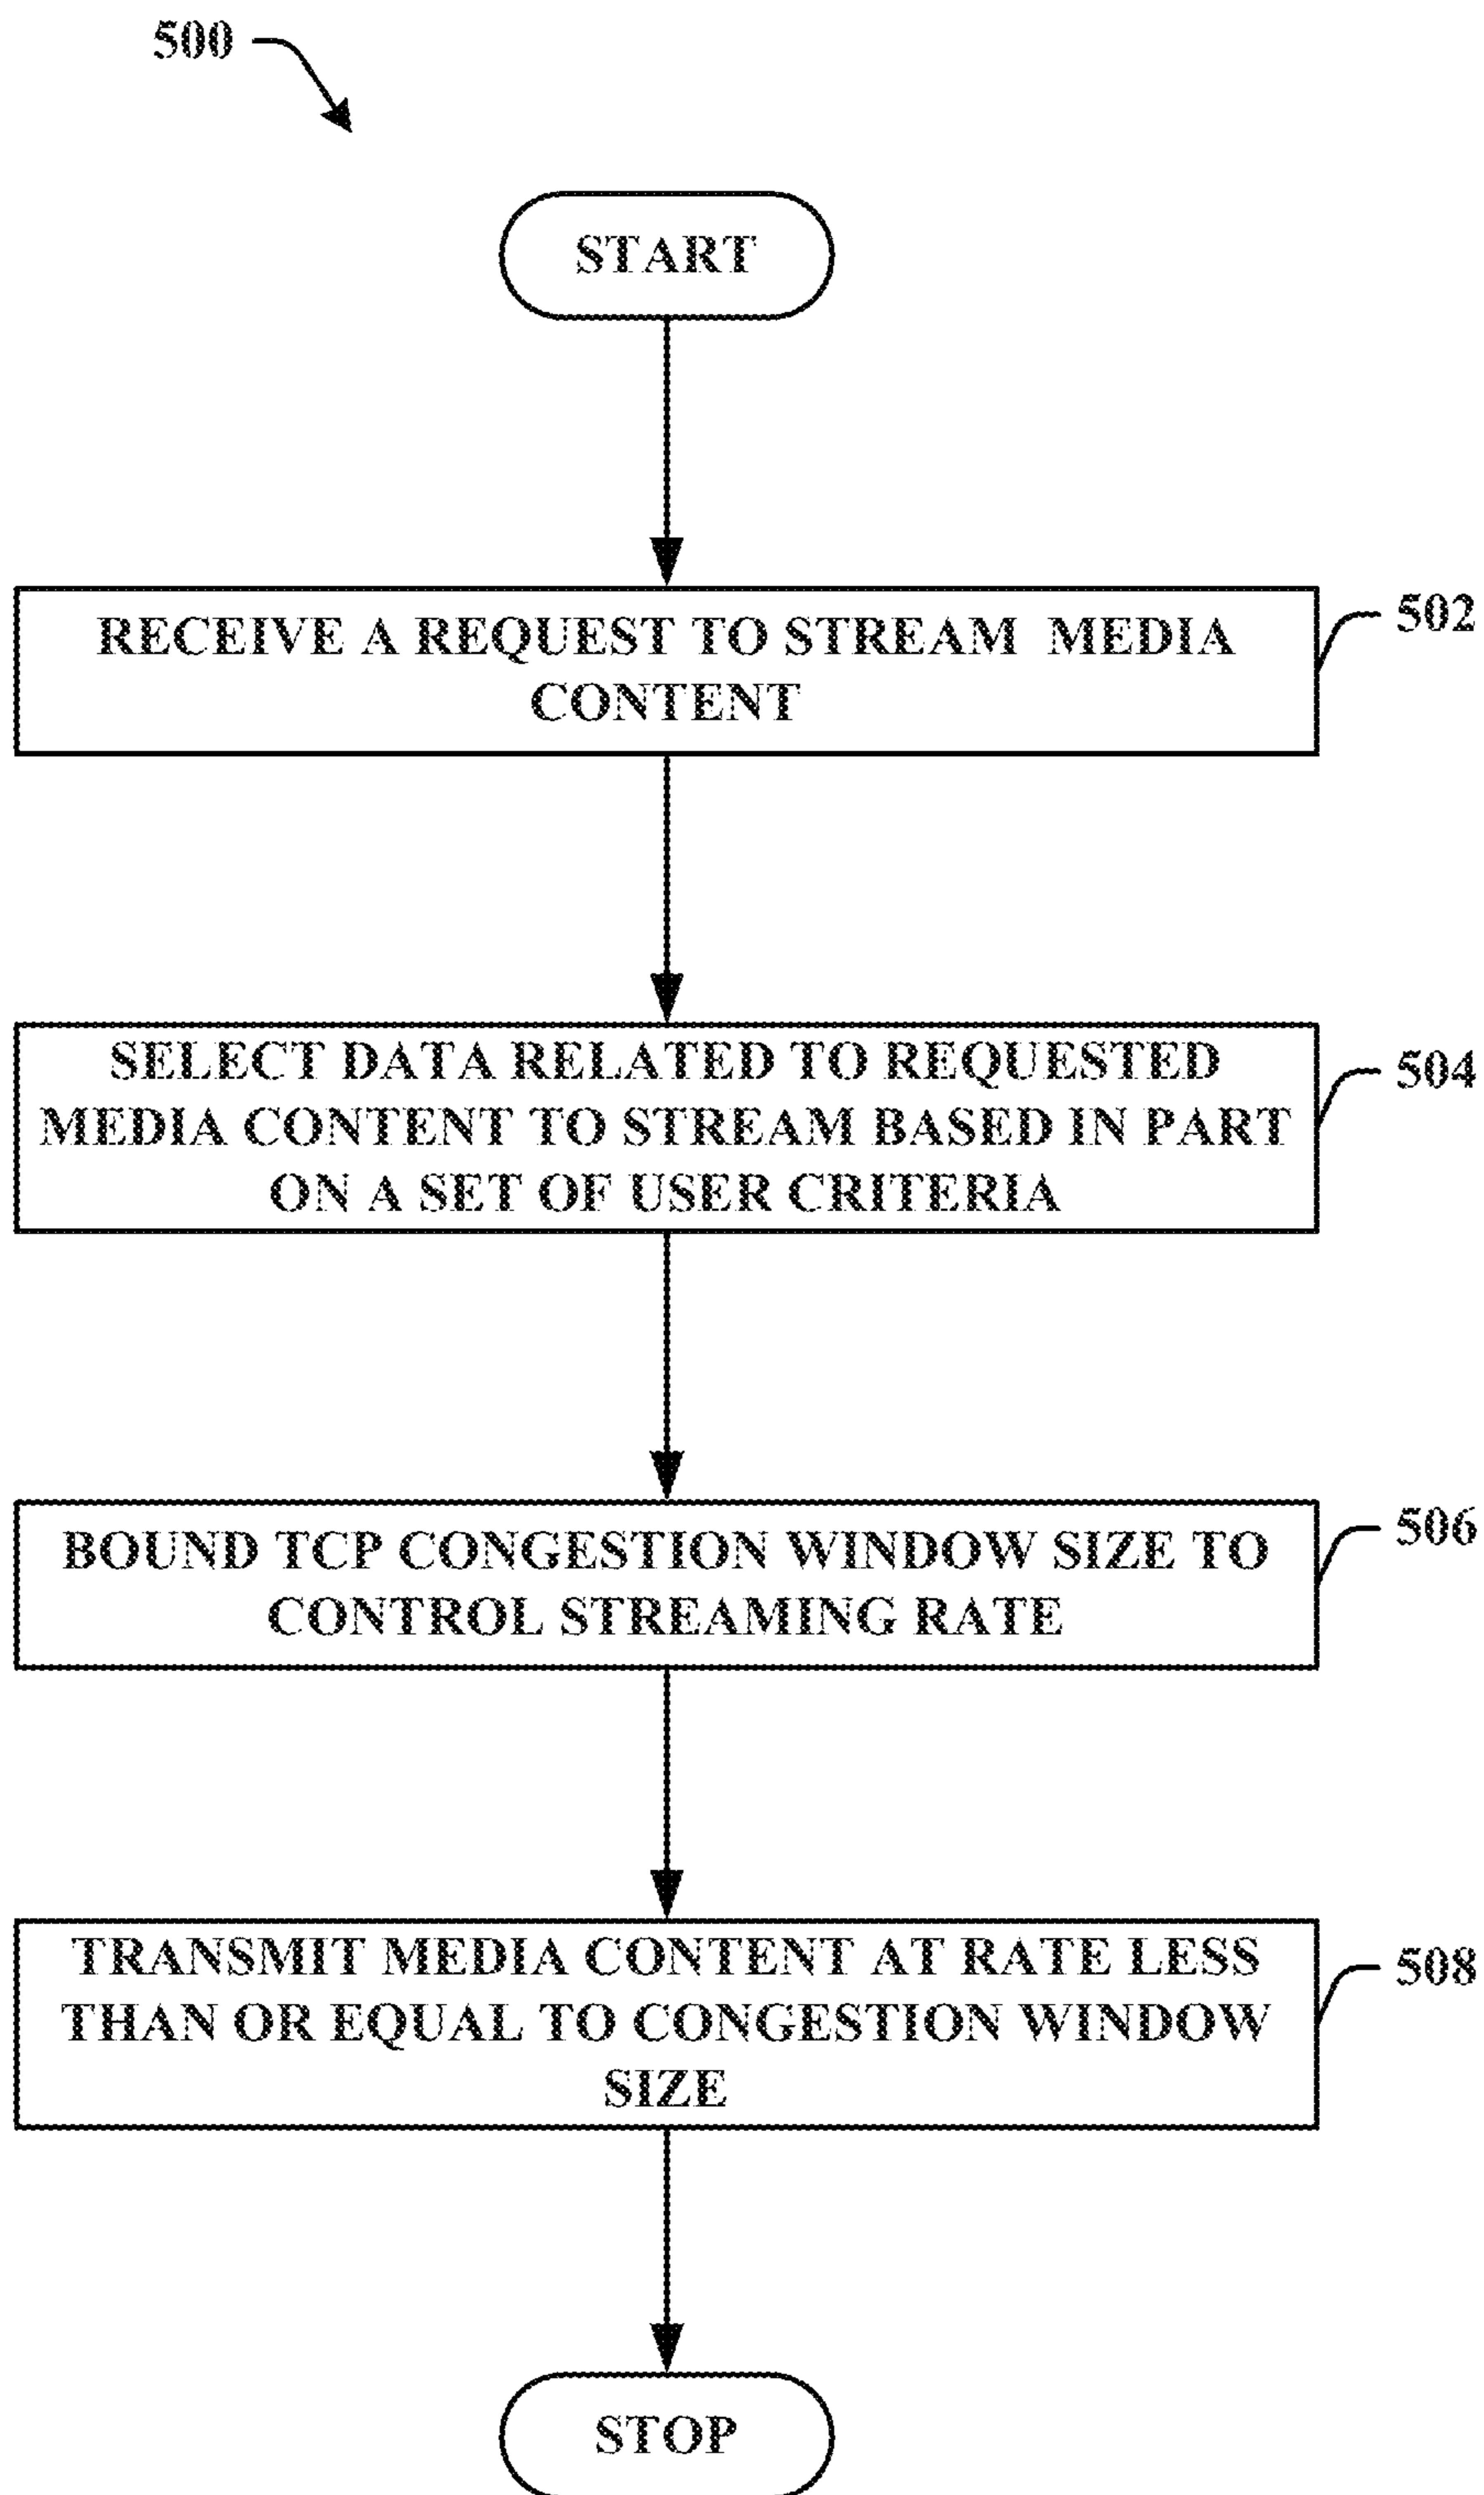 500
START
RECEIVE A REQUEST TO STREAM MEDIA
CONTENT
502
SELECT DATA RELATED TO REQUESTED
MEDIA CONTENT TO STREAM BASED IN PART
ON A SET OF USER CRITERIA
504
BOUND TCP CONGESTION WINDOW SIZE TO
CONTROL STREAMING RATE
506
TRANSMIT MEDIA CONTENT AT RATE LESS
THAN OR EQUAL TO CONGESTION WINDOW
SIZE
508
STOP